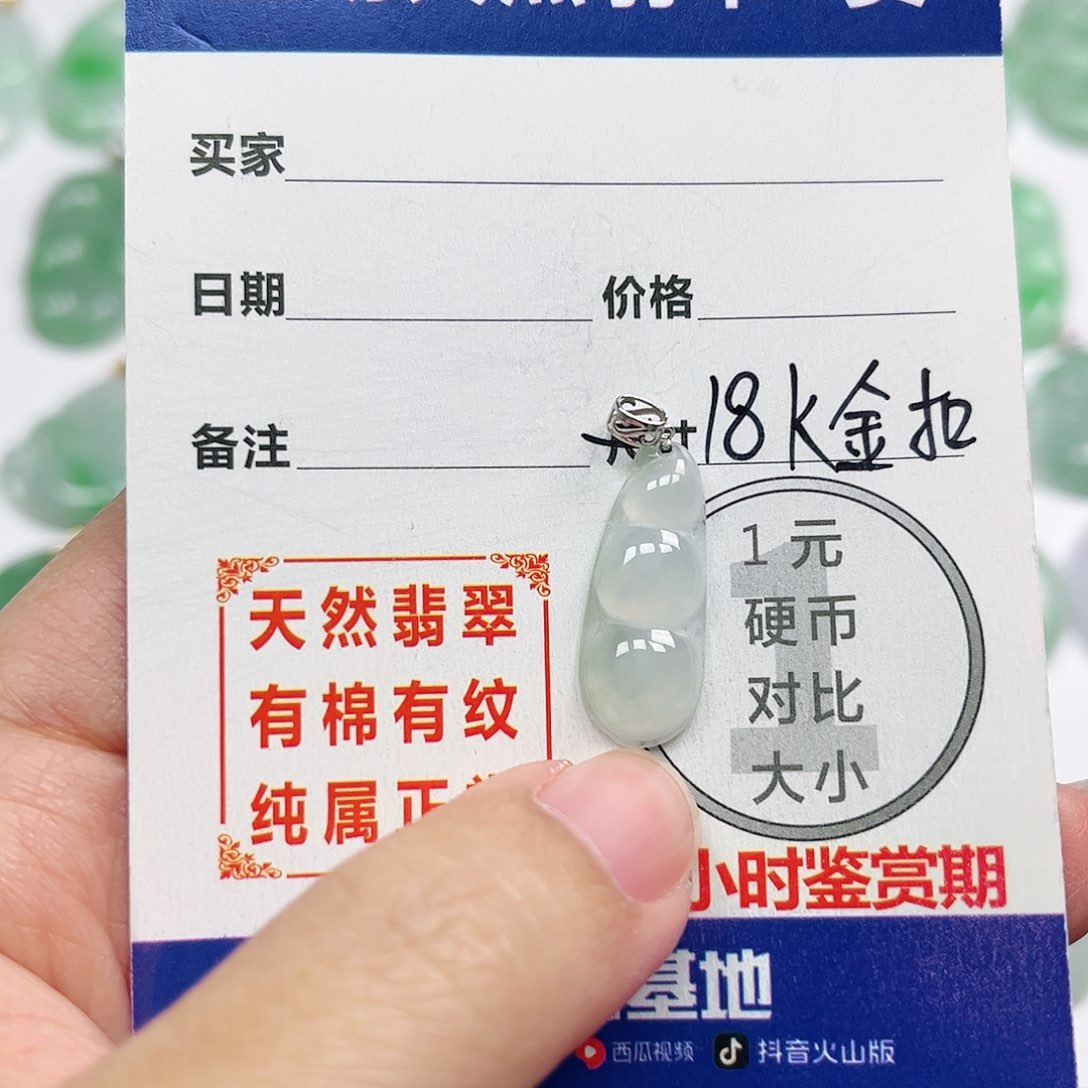 买家
日期 价格
备注
18K金扣
1元
硬币
对比
大小
天然翡翠
有棉有纹
纯属正
小时鉴赏期
基地
西瓜视频 抖音火山版